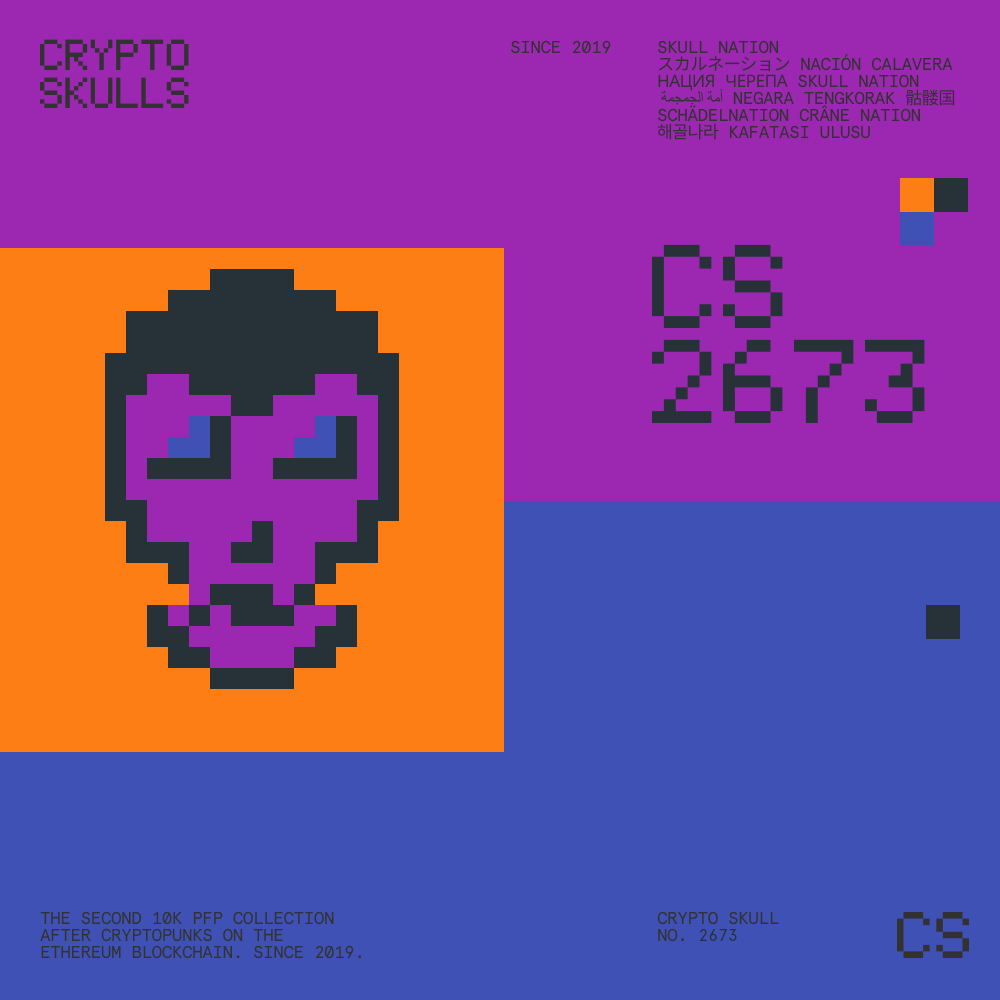 CRYPTO
SKULLS
SINCE 2019
SKULL NATION
スカルネーション NACIÓN CALAVERA
НАЦИЯ ЧЕРЕПА SKULL NATION
أمة الجمجمة NEGARA TENGKORAK 骷髅国
SCHÄDELNATION CRÂNE NATION
해골나라 KAFATASI ULUSU
CS
2673
THE SECOND 10K PFP COLLECTION
AFTER CRYPTOPUNKS ON THE
ETHEREUM BLOCKCHAIN. SINCE 2019.
CRYPTO SKULL
NO. 2673
CS